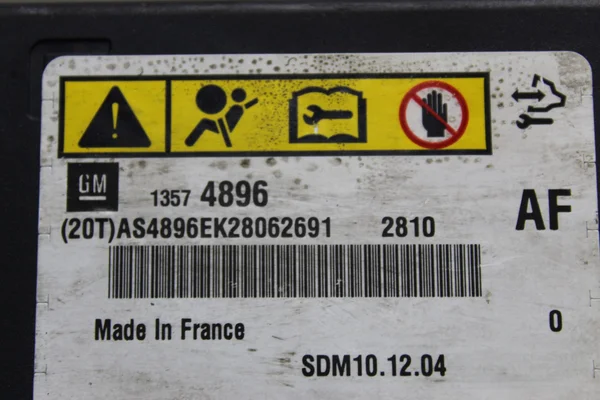 GM 1357 4896 AF
(20T)AS4896EK28062691 2810
Made In France 0
SDM10.12.04